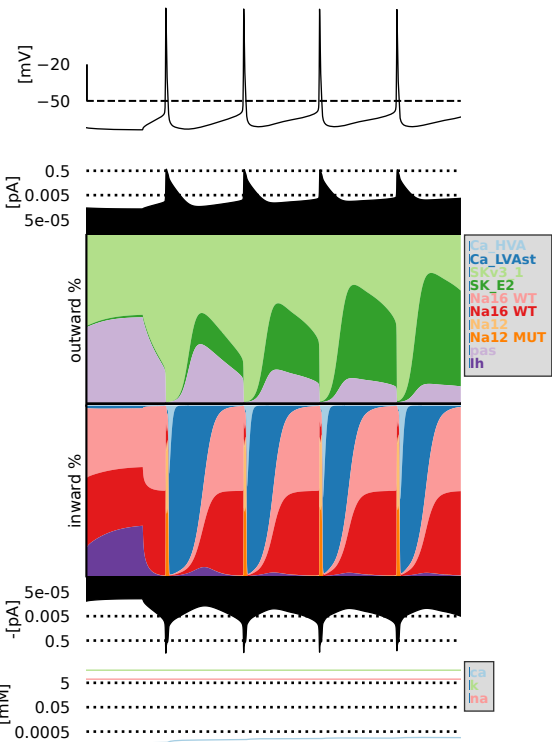 [mV]
−20
−50
[pA]
0.5
0.005
5e-05
outward %
Ca_HVA
Ca_LVAst
SKv3_1
SK_E2
Na16 WT
Na16 WT
Na12
Na12 MUT
pas
Ih
inward %
-[pA]
5e-05
0.005
0.5
[mM]
5
0.05
0.0005
ca
k
na